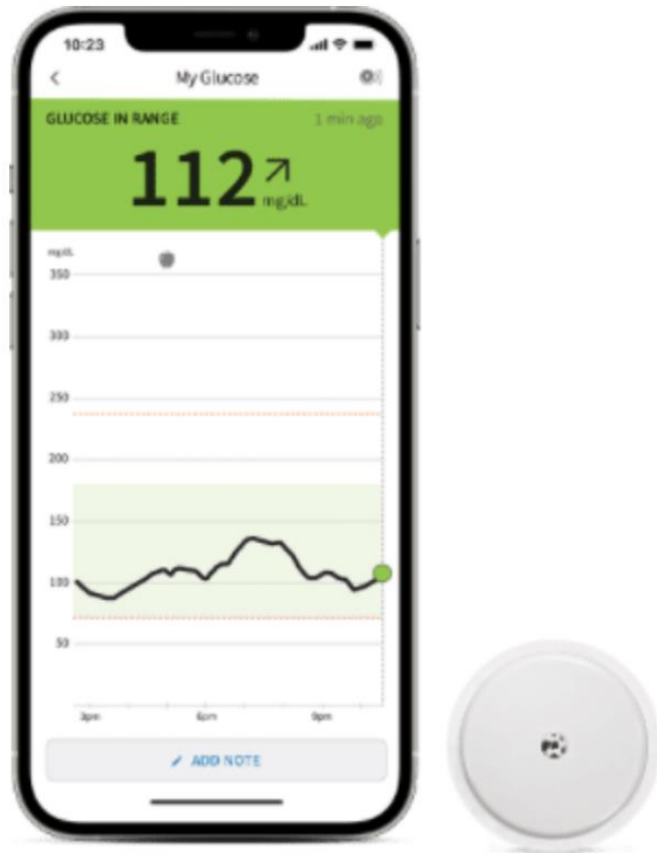 10:23
My Glucose
GLUCOSE IN RANGE
1 min ago
112
mg/dL
mg/dL
350
300
250
200
150
100
50
3pm
6pm
9pm
ADD NOTE